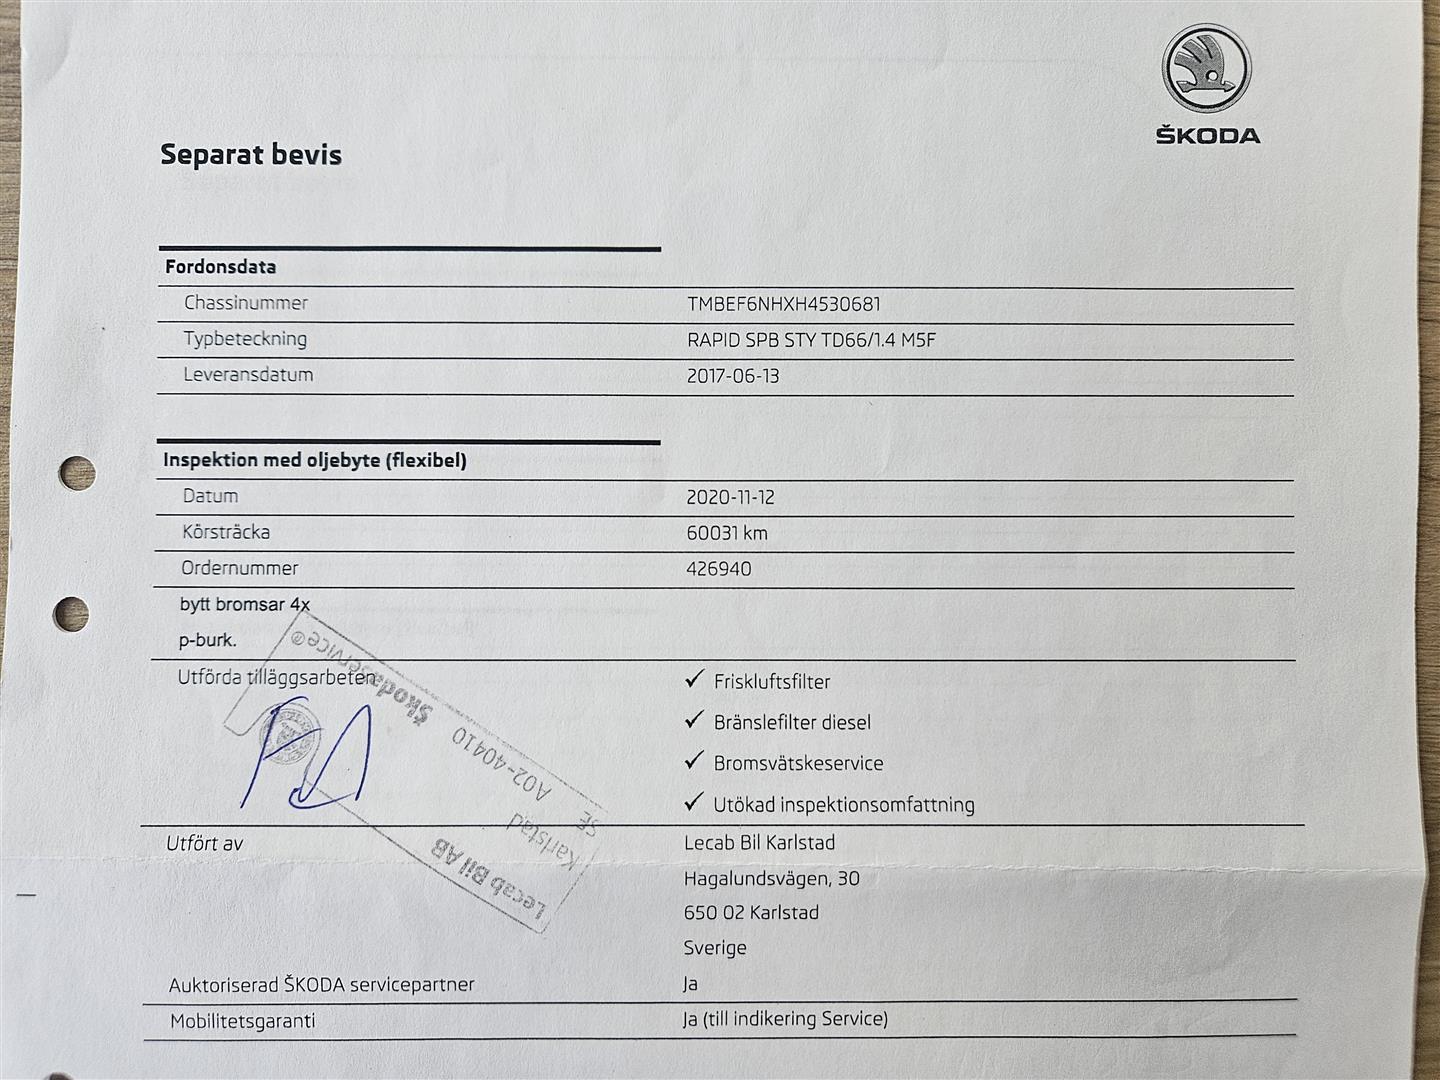 ŠKODA
Separat bevis
Fordonsdata
Chassinummer TMBEF6NHXH4530681
Typbeteckning RAPID SPB STY TD66/1.4 M5F
Leveransdatum 2017-06-13
Inspektion med oljebyte (flexibel)
Datum 2020-11-12
Körsträcka 60031 km
Ordernummer 426940
bytt bromsar 4x
p-burk.
Utförda tilläggsarbeten ✓ Friskluftsfilter
✓ Bränslefilter diesel
✓ Bromsvätskeservice
✓ Utökad inspektionsomfattning
Lecab Bil AB
Karlstad
SE A02-40410
Škodaservice®
Utfört av Lecab Bil Karlstad
Hagalundsvägen, 30
650 02 Karlstad
Sverige
Auktoriserad ŠKODA servicepartner Ja
Mobilitetsgaranti Ja (till indikering Service)